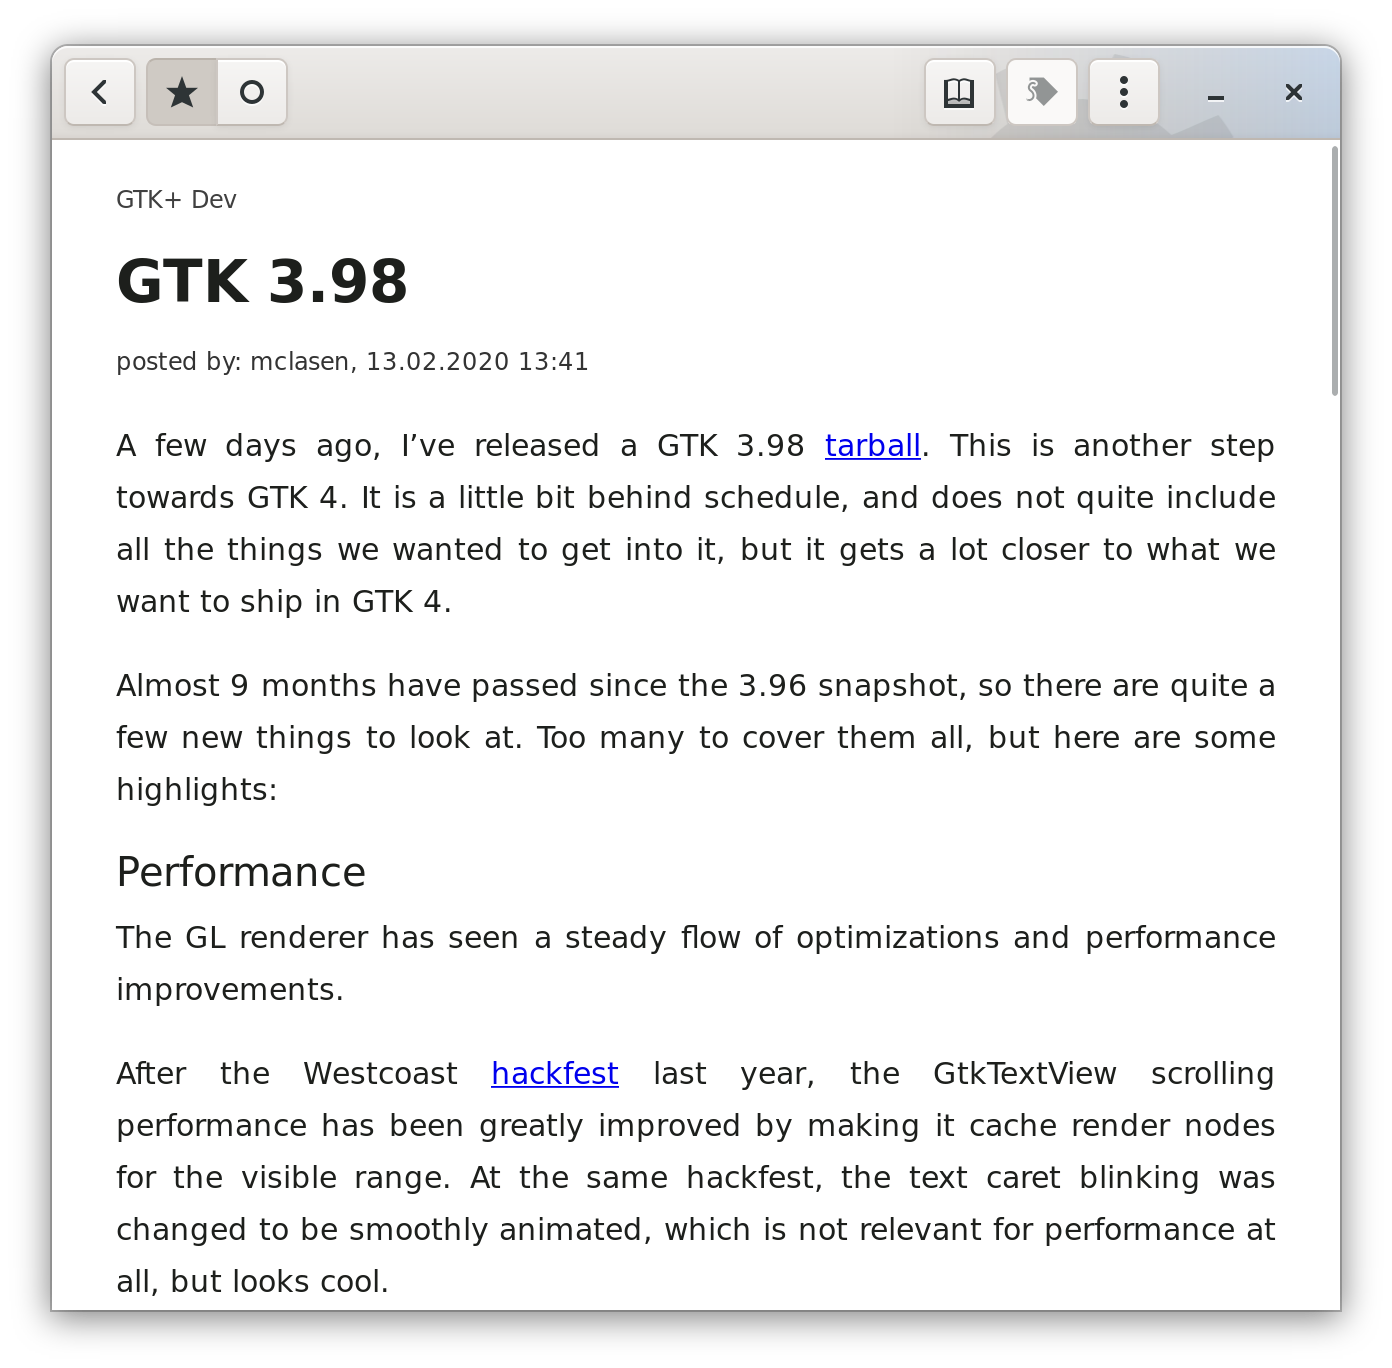 GTK+ Dev
GTK 3.98
posted by: mclasen, 13.02.2020 13:41
A few days ago, I’ve released a GTK 3.98 tarball. This is another step
towards GTK 4. It is a little bit behind schedule, and does not quite include
all the things we wanted to get into it, but it gets a lot closer to what we
want to ship in GTK 4.
Almost 9 months have passed since the 3.96 snapshot, so there are quite a
few new things to look at. Too many to cover them all, but here are some
highlights:
Performance
The GL renderer has seen a steady flow of optimizations and performance
improvements.
After the Westcoast hackfest last year, the GtkTextView scrolling
performance has been greatly improved by making it cache render nodes
for the visible range. At the same hackfest, the text caret blinking was
changed to be smoothly animated, which is not relevant for performance at
all, but looks cool.